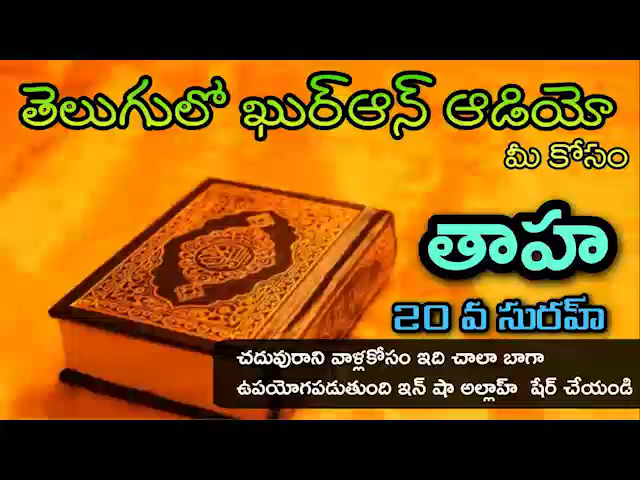 తెలుగులో ఖుర్ఆన్ ఆడియో
మీ కోసం
తాహ
20 వ సురహ్
చదువురాని వాళ్లకోసం ఇది చాలా బాగా
ఉపయోగపడుతుంది ఇన్ షా అల్లాహ్ షేర్ చేయండి